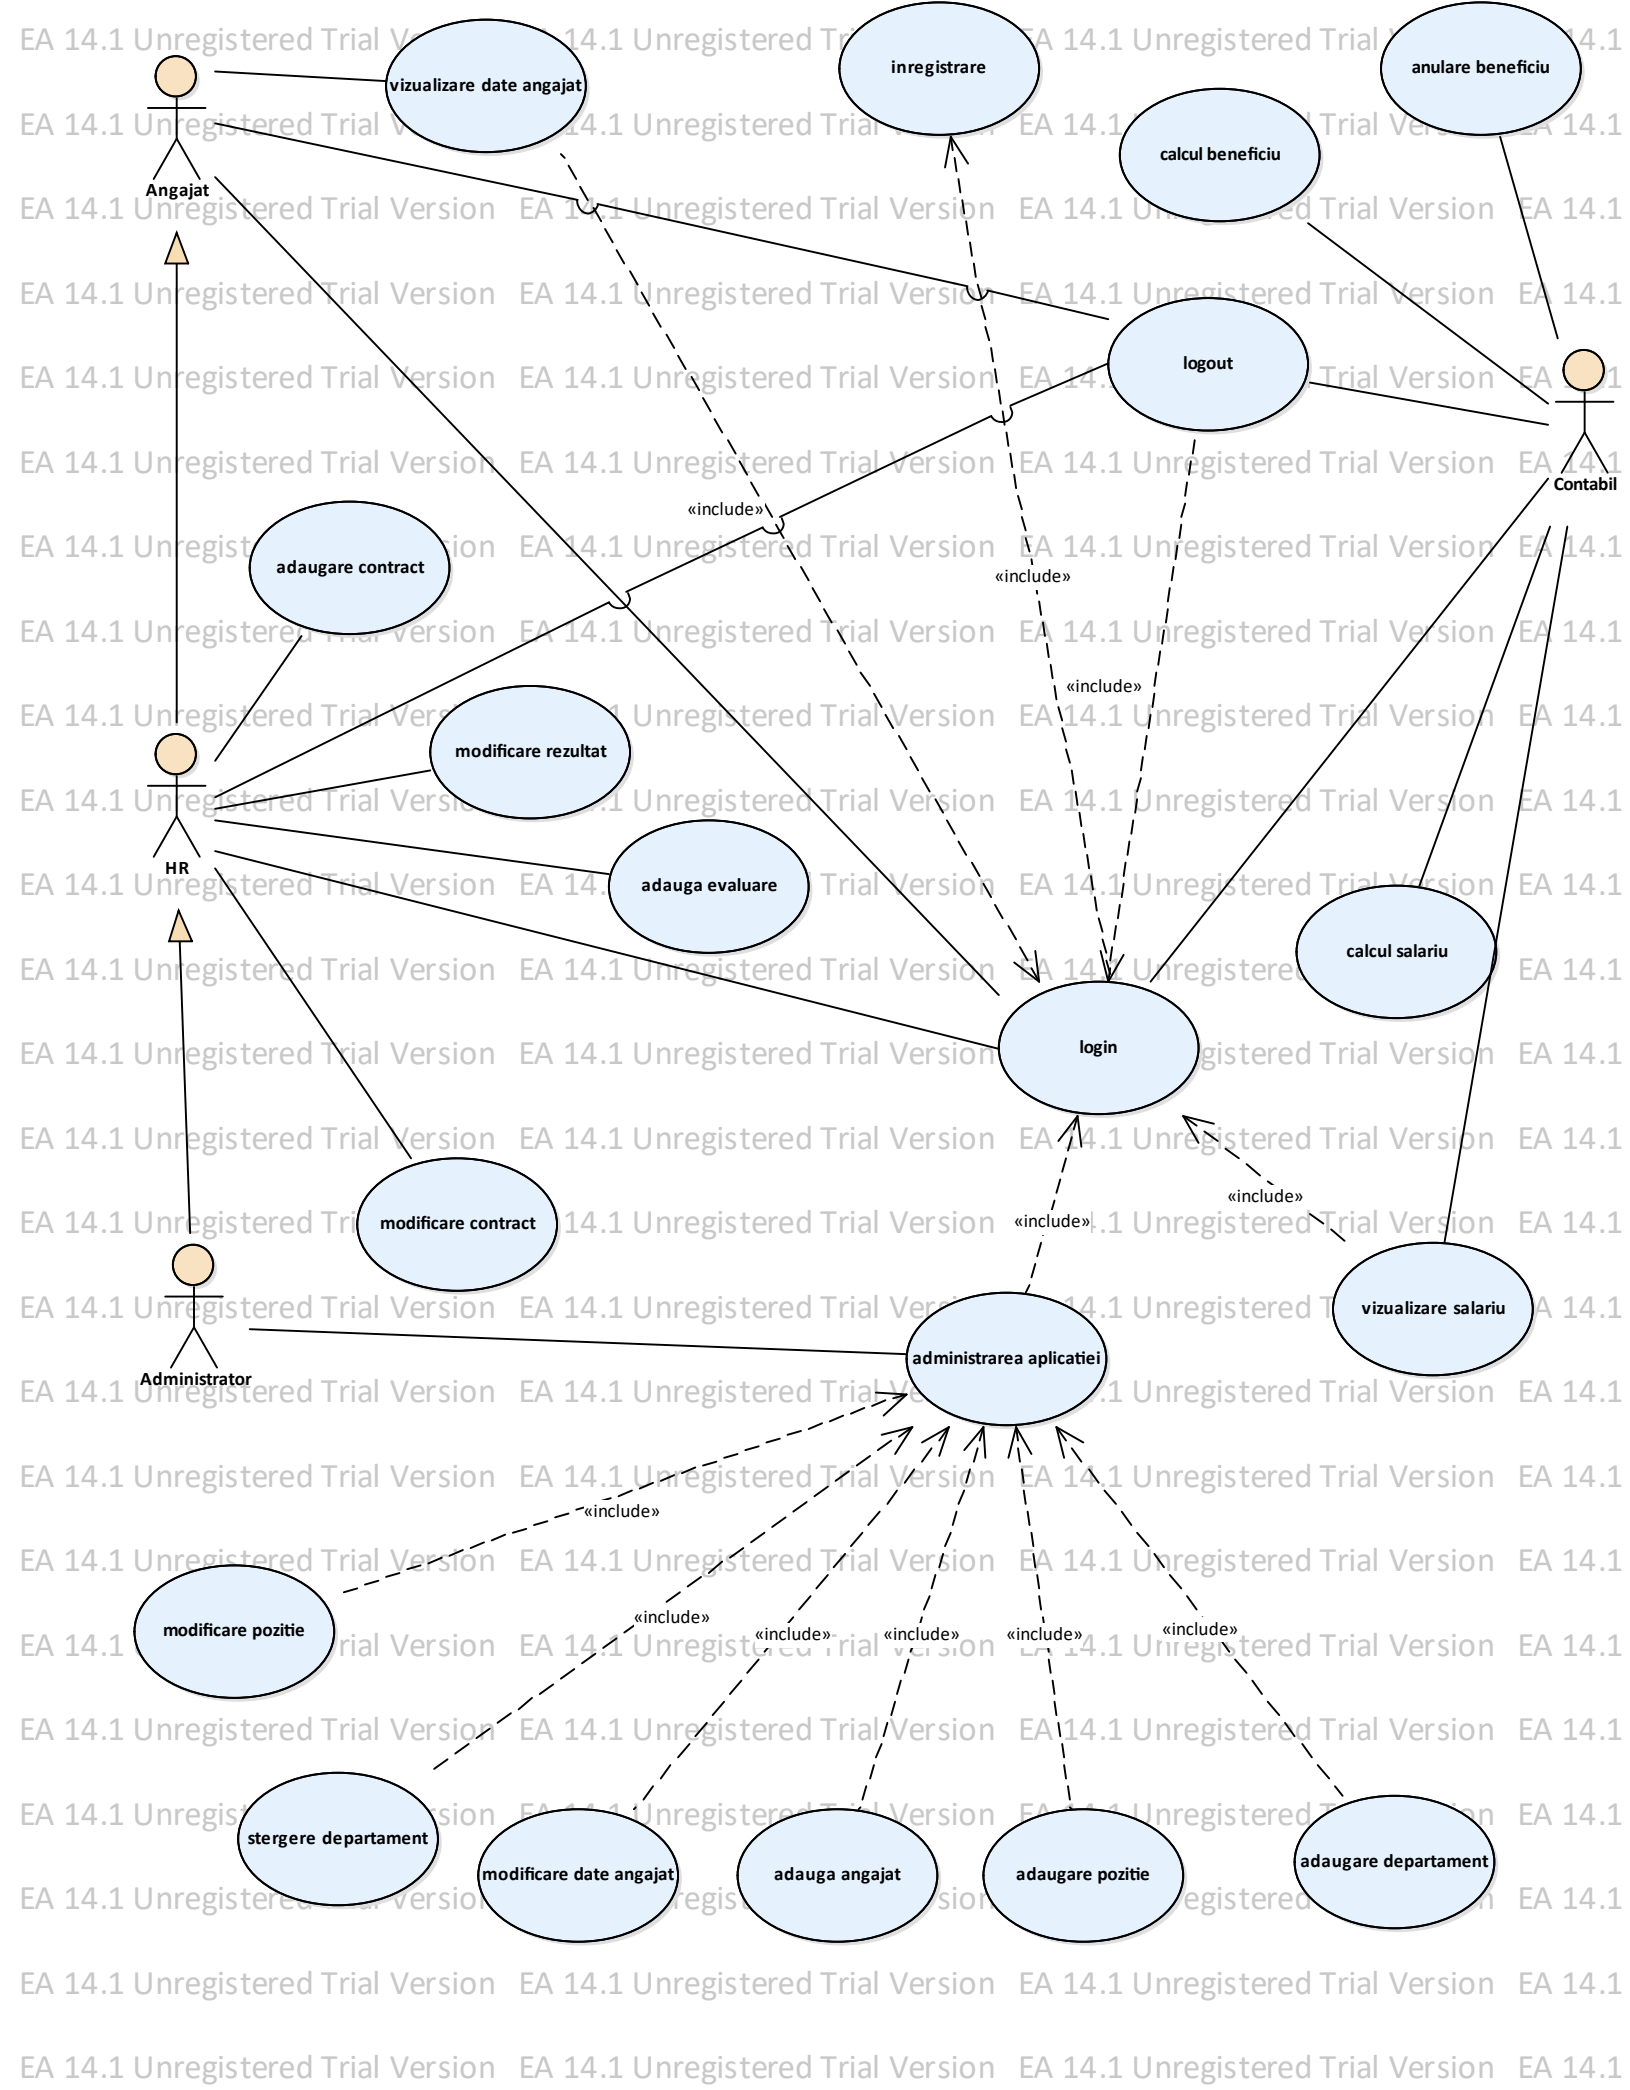 EA 14.1 Unregistered Trial Version
vizualizare date angajat
inregistrare
anulare beneficiu
calcul beneficiu
Angajat
logout
Contabil
«include»
adaugare contract
«include»
«include»
modificare rezultat
HR
adauga evaluare
calcul salariu
login
«include»
«include»
modificare contract
vizualizare salariu
administrarea aplicatiei
Administrator
«include»
«include»
«include»
«include»
«include»
«include»
modificare pozitie
stergere departament
modificare date angajat
adauga angajat
adaugare pozitie
adaugare departament